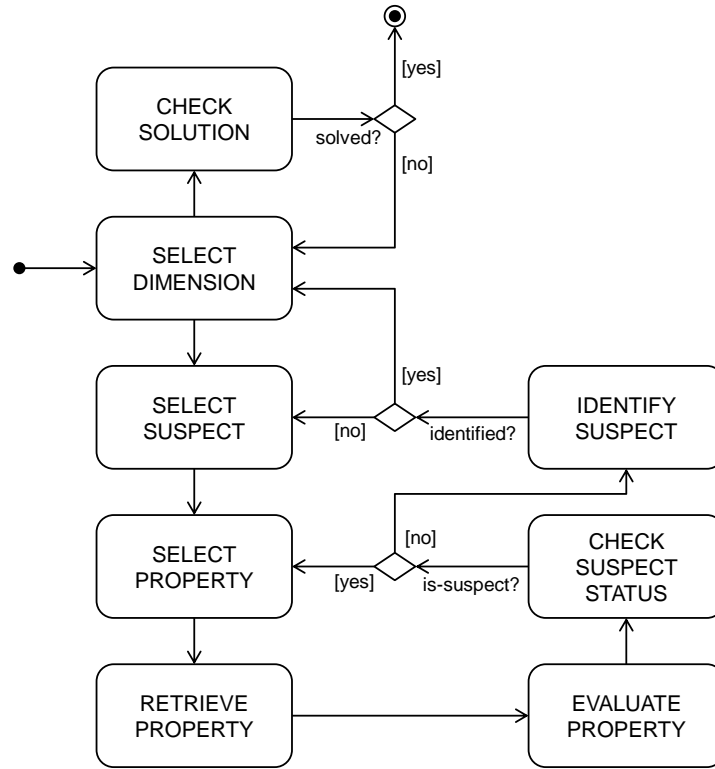 [yes]
CHECK
SOLUTION
solved?
[no]
SELECT
DIMENSION
[yes]
SELECT
SUSPECT
[no]
identified?
IDENTIFY
SUSPECT
[no]
SELECT
PROPERTY
[yes]
is-suspect?
CHECK
SUSPECT
STATUS
RETRIEVE
PROPERTY
EVALUATE
PROPERTY